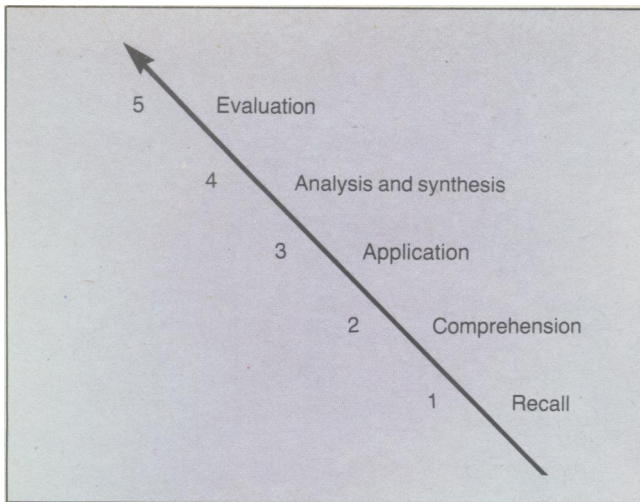 5 Evaluation
4 Analysis and synthesis
3 Application
2 Comprehension
1 Recall